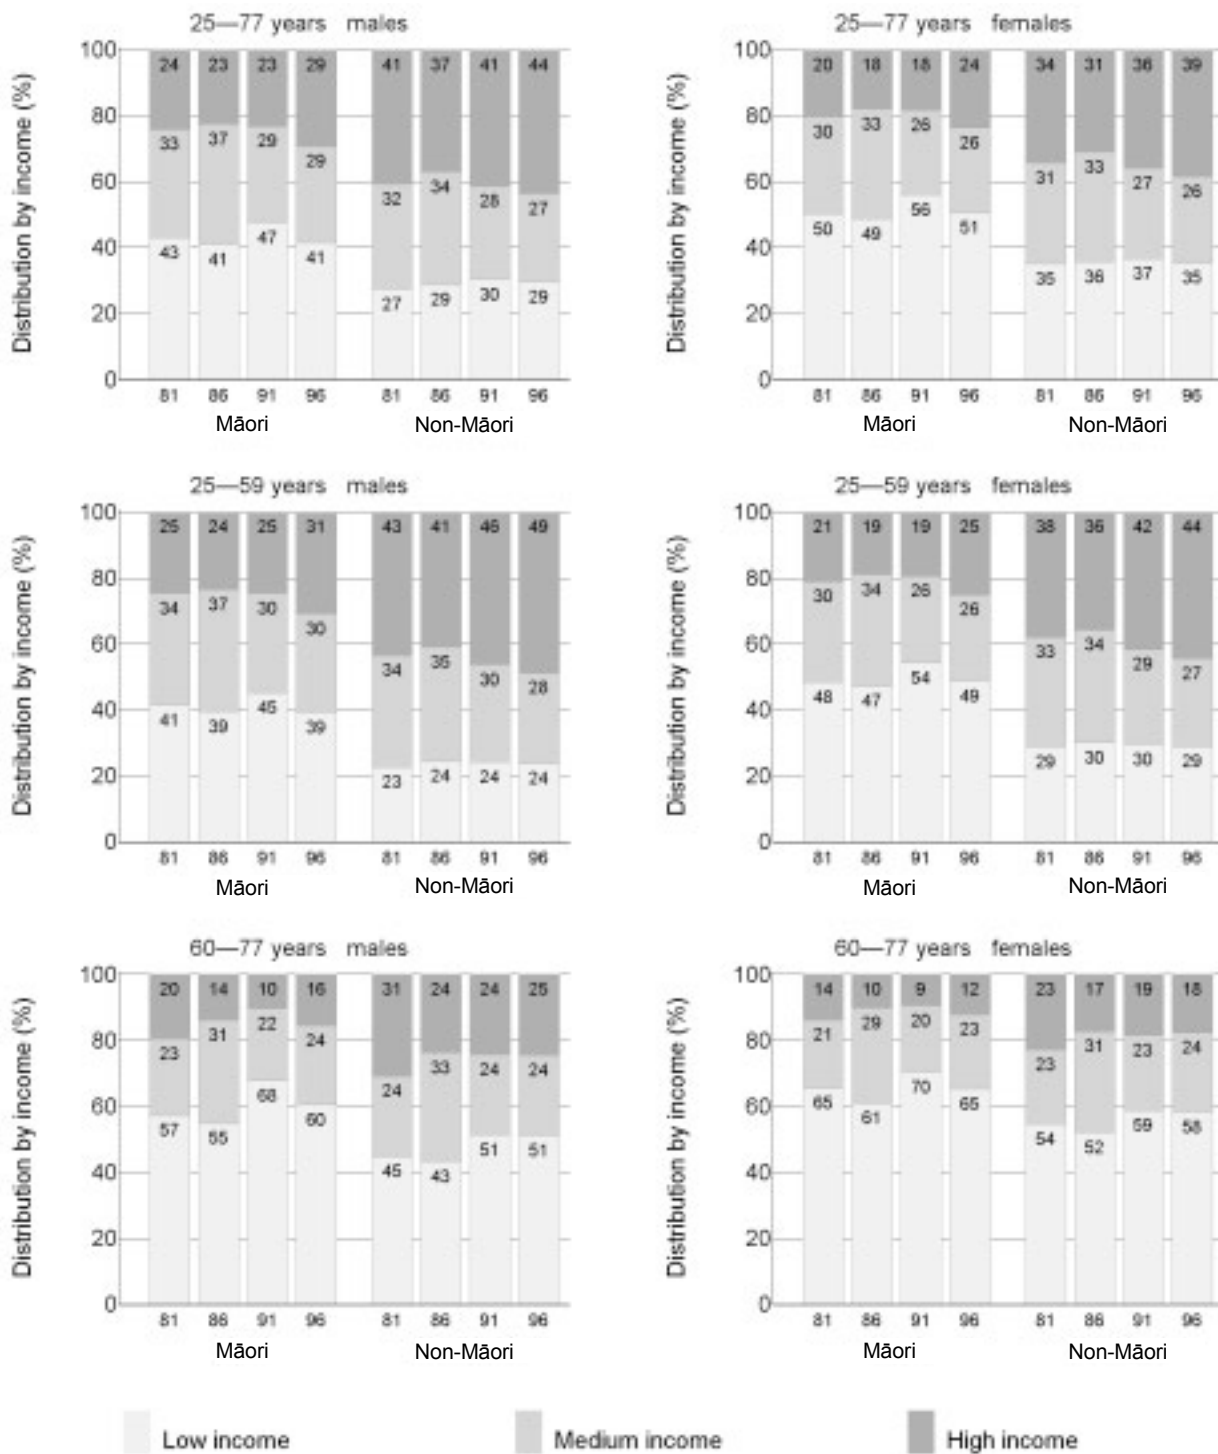 25—77 years males
25—77 years females
Distribution by income (%)
Distribution by income (%)
100 24 23 23 29 41 37 41 44
100 20 18 18 24 34 31 36 39
80 33 37 29 29
80 30 33 26 26
60 32 34 28 27
60 31 33 27 26
40 43 41 47 41
40 50 49 56 51
20 27 29 30 29
20 35 36 37 35
0
0
81 86 91 96 81 86 91 96
81 86 91 96 81 86 91 96
Māori Non-Māori
Māori Non-Māori
25—59 years males
25—59 years females
Distribution by income (%)
Distribution by income (%)
100 25 24 25 31 43 41 46 49
100 21 19 19 25 38 36 42 44
80 34 37 30 30
80 30 34 26 26
60 34 35 30 28
60 33 34 29 27
40 41 39 45 39
40 48 47 54 49
20 23 24 24 24
20 29 30 30 29
0
0
81 86 91 96 81 86 91 96
81 86 91 96 81 86 91 96
Māori Non-Māori
Māori Non-Māori
60—77 years males
60—77 years females
Distribution by income (%)
Distribution by income (%)
100 20 14 10 16 31 24 24 25
100 14 10 9 12 23 17 19 18
80 23 31 22 24 24 33 24 24
80 21 29 20 23 23 31 23 24
60 57 55 68 60
60 65 61 70 65
40 45 43 51 51
40 54 52 59 58
20
20
0
0
81 86 91 96 81 86 91 96
81 86 91 96 81 86 91 96
Māori Non-Māori
Māori Non-Māori
Low income Medium income High income